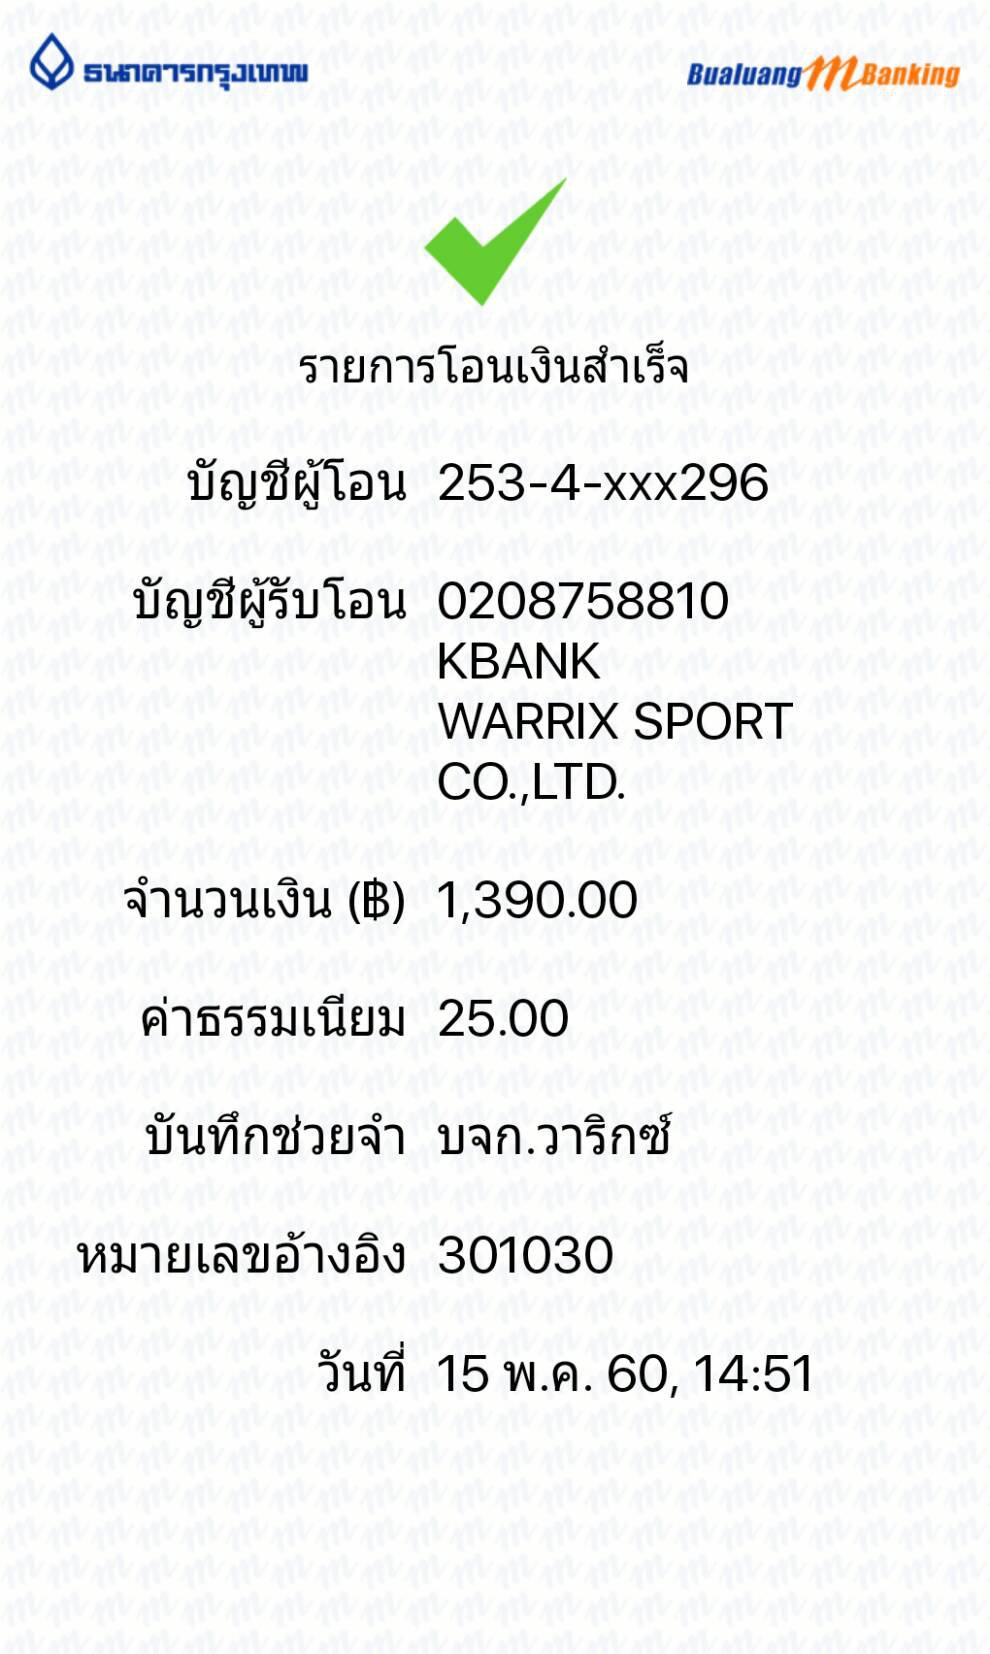 ธนาคารกรุงเทพ
Bualuang mBanking
รายการโอนเงินสำเร็จ
บัญชีผู้โอน 253-4-xxx296
บัญชีผู้รับโอน 0208758810
KBANK
WARRIX SPORT
CO.,LTD.
จำนวนเงิน (฿) 1,390.00
ค่าธรรมเนียม 25.00
บันทึกช่วยจำ บจก.วาริกซ์
หมายเลขอ้างอิง 301030
วันที่ 15 พ.ค. 60, 14:51